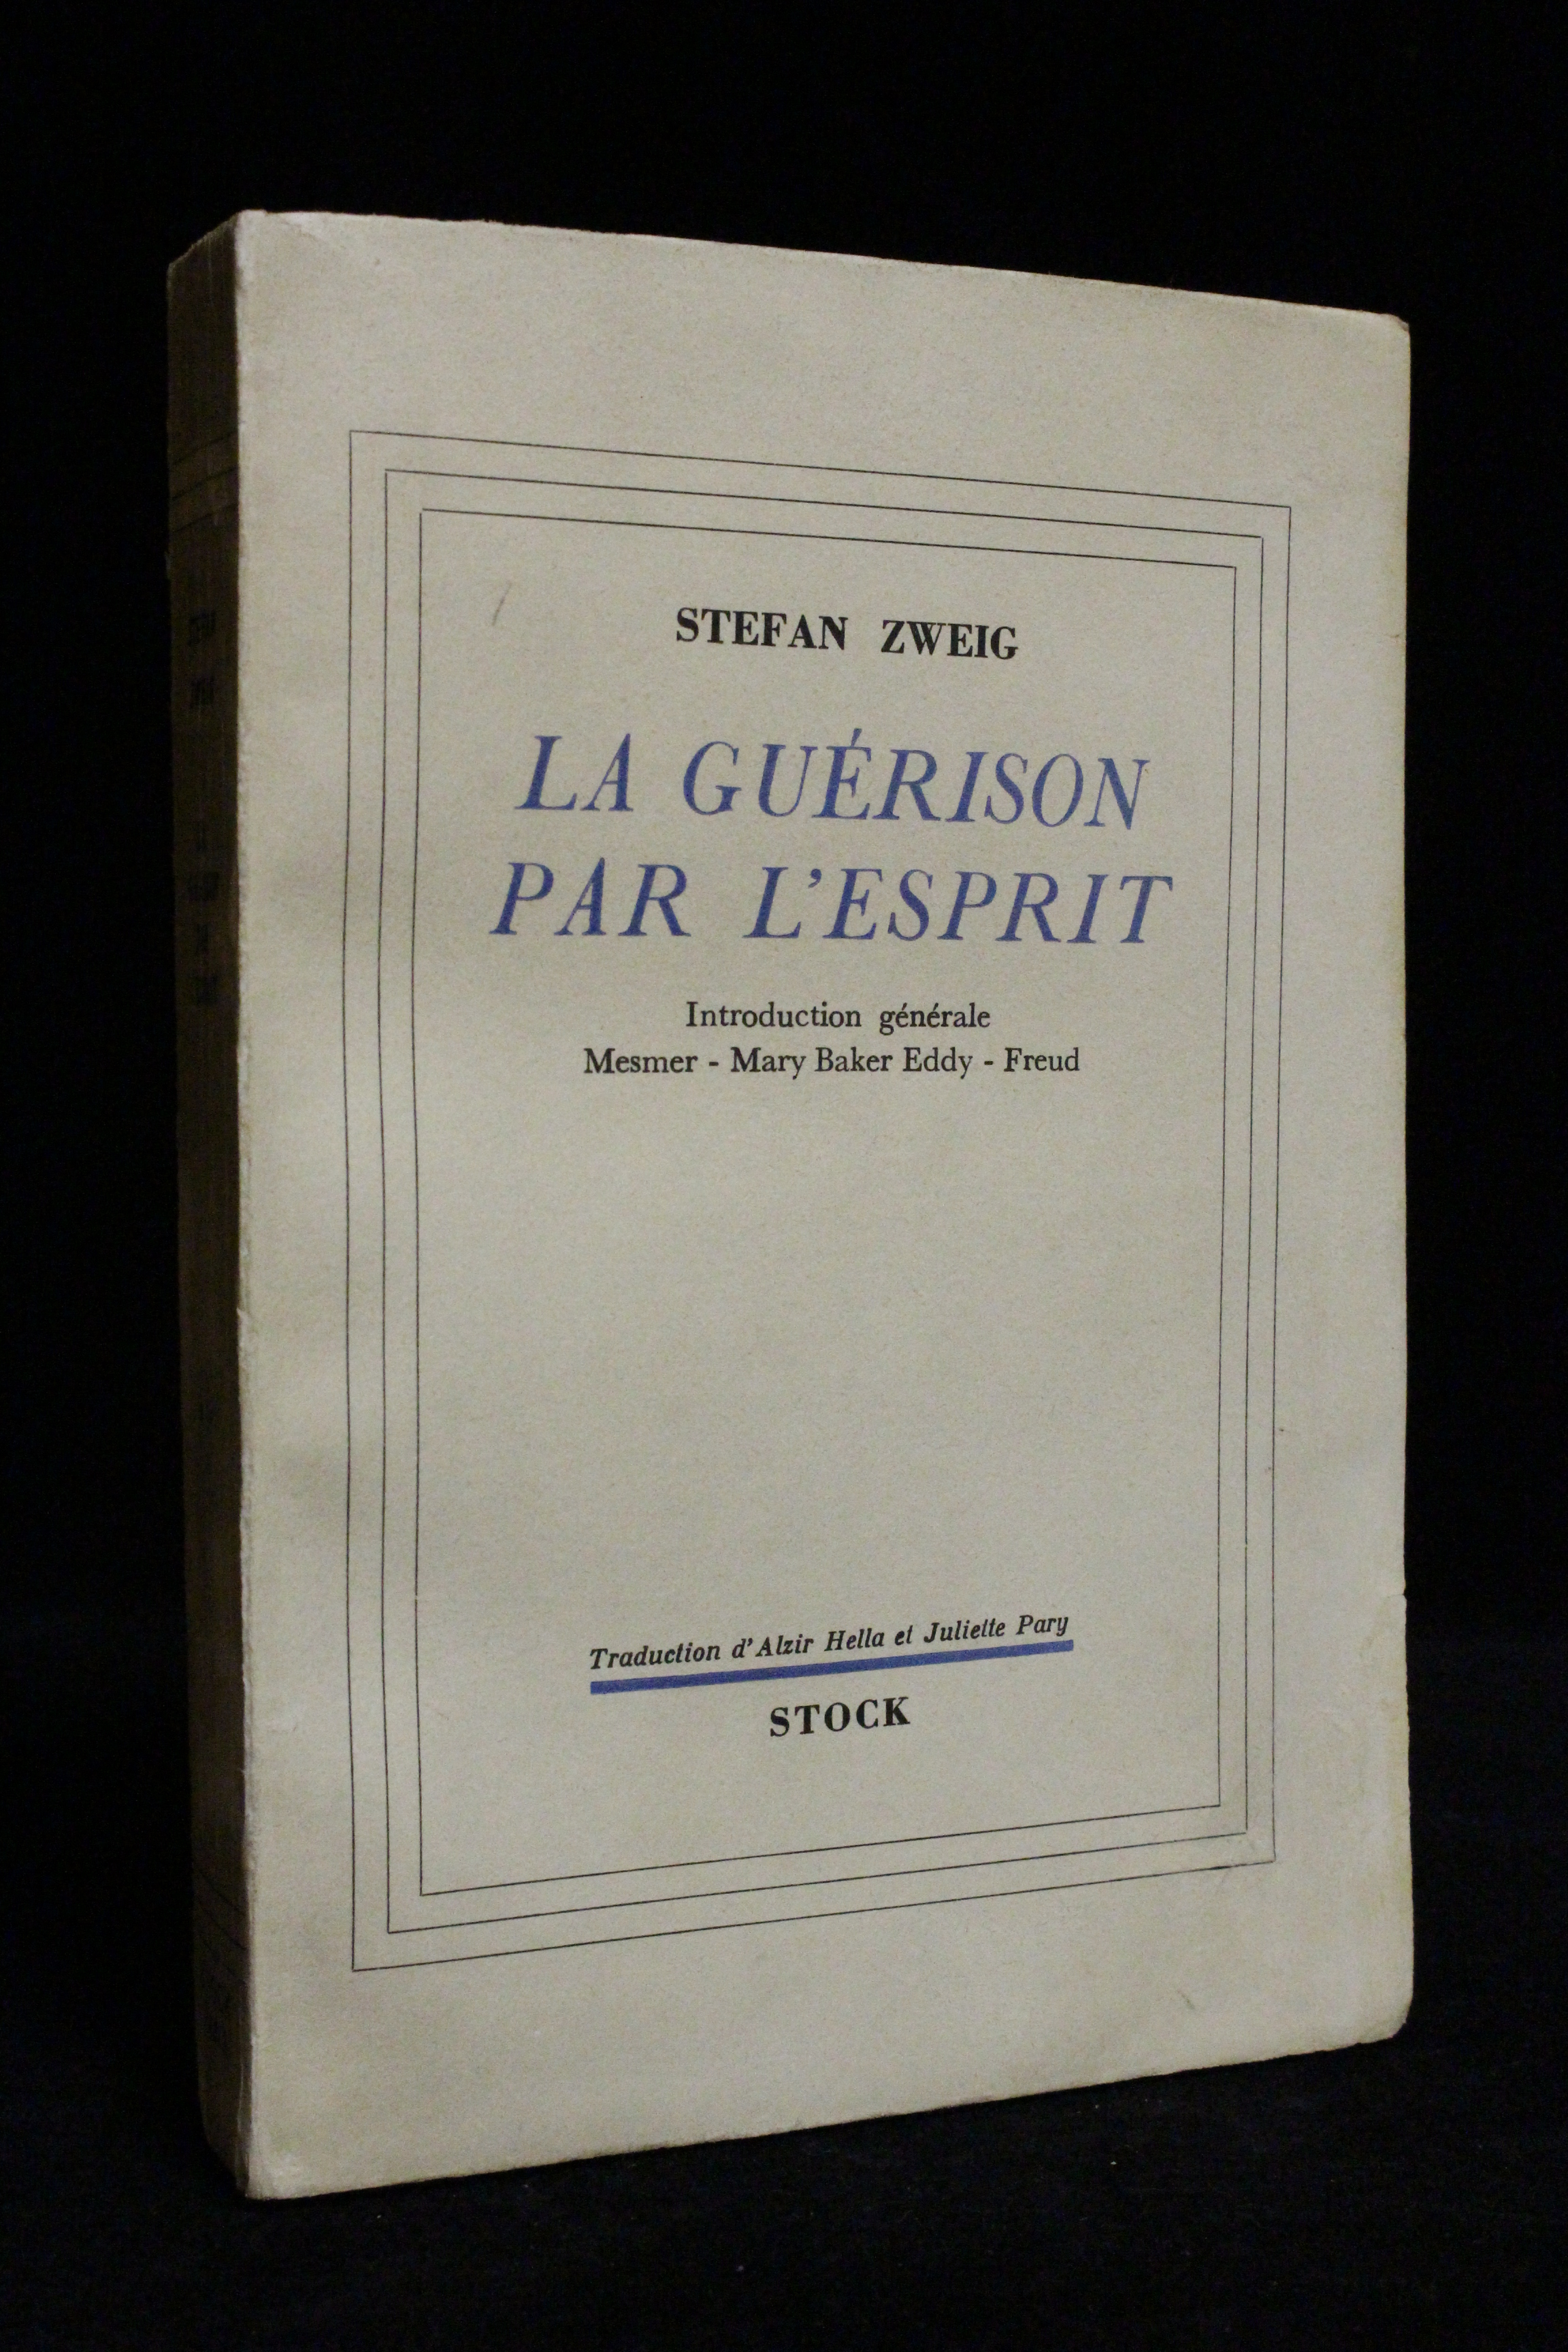 STEFAN ZWEIG
LA GUÉRISON
PAR L'ESPRIT
Introduction générale
Mesmer - Mary Baker Eddy - Freud
Traduction d'Alzir Hella et Juliette Pary
STOCK